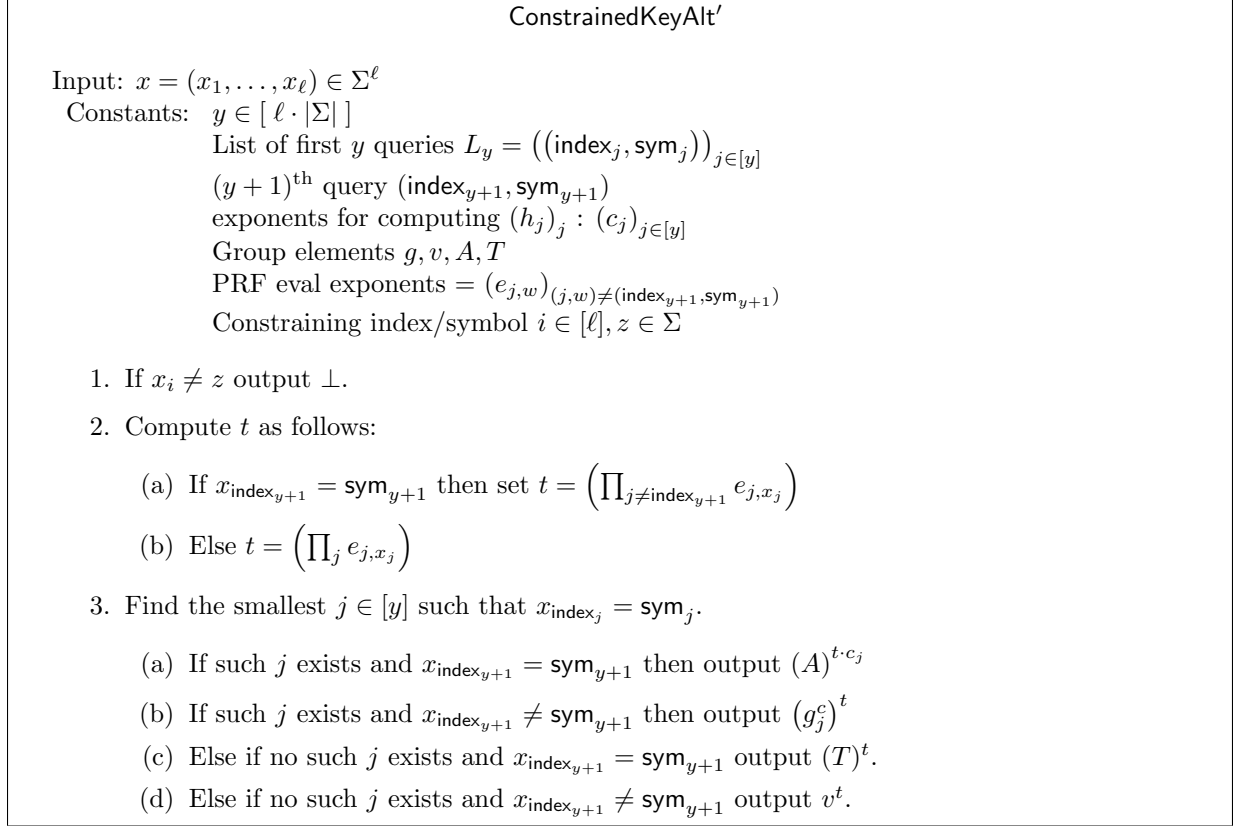 ConstrainedKeyAlt′
Input: x = (x₁, . . . , x_ℓ) ∈ Σ^ℓ
Constants: y ∈ [ ℓ · |Σ| ]
List of first y queries L_y = ((index_j, sym_j))_{j∈[y]}
(y + 1)^th query (index_{y+1}, sym_{y+1})
exponents for computing (h_j)_j : (c_j)_{j∈[y]}
Group elements g, v, A, T
PRF eval exponents = (e_{j,w})_{(j,w)≠(index_{y+1},sym_{y+1})}
Constraining index/symbol i ∈ [ℓ], z ∈ Σ
1. If x_i ≠ z output ⊥.
2. Compute t as follows:
(a) If x_{index_{y+1}} = sym_{y+1} then set t = (∏_{j≠index_{y+1}} e_{j,x_j})
(b) Else t = (∏_j e_{j,x_j})
3. Find the smallest j ∈ [y] such that x_{index_j} = sym_j.
(a) If such j exists and x_{index_{y+1}} = sym_{y+1} then output (A)^{t·c_j}
(b) If such j exists and x_{index_{y+1}} ≠ sym_{y+1} then output (g_j^c)^t
(c) Else if no such j exists and x_{index_{y+1}} = sym_{y+1} output (T)^t.
(d) Else if no such j exists and x_{index_{y+1}} ≠ sym_{y+1} output v^t.